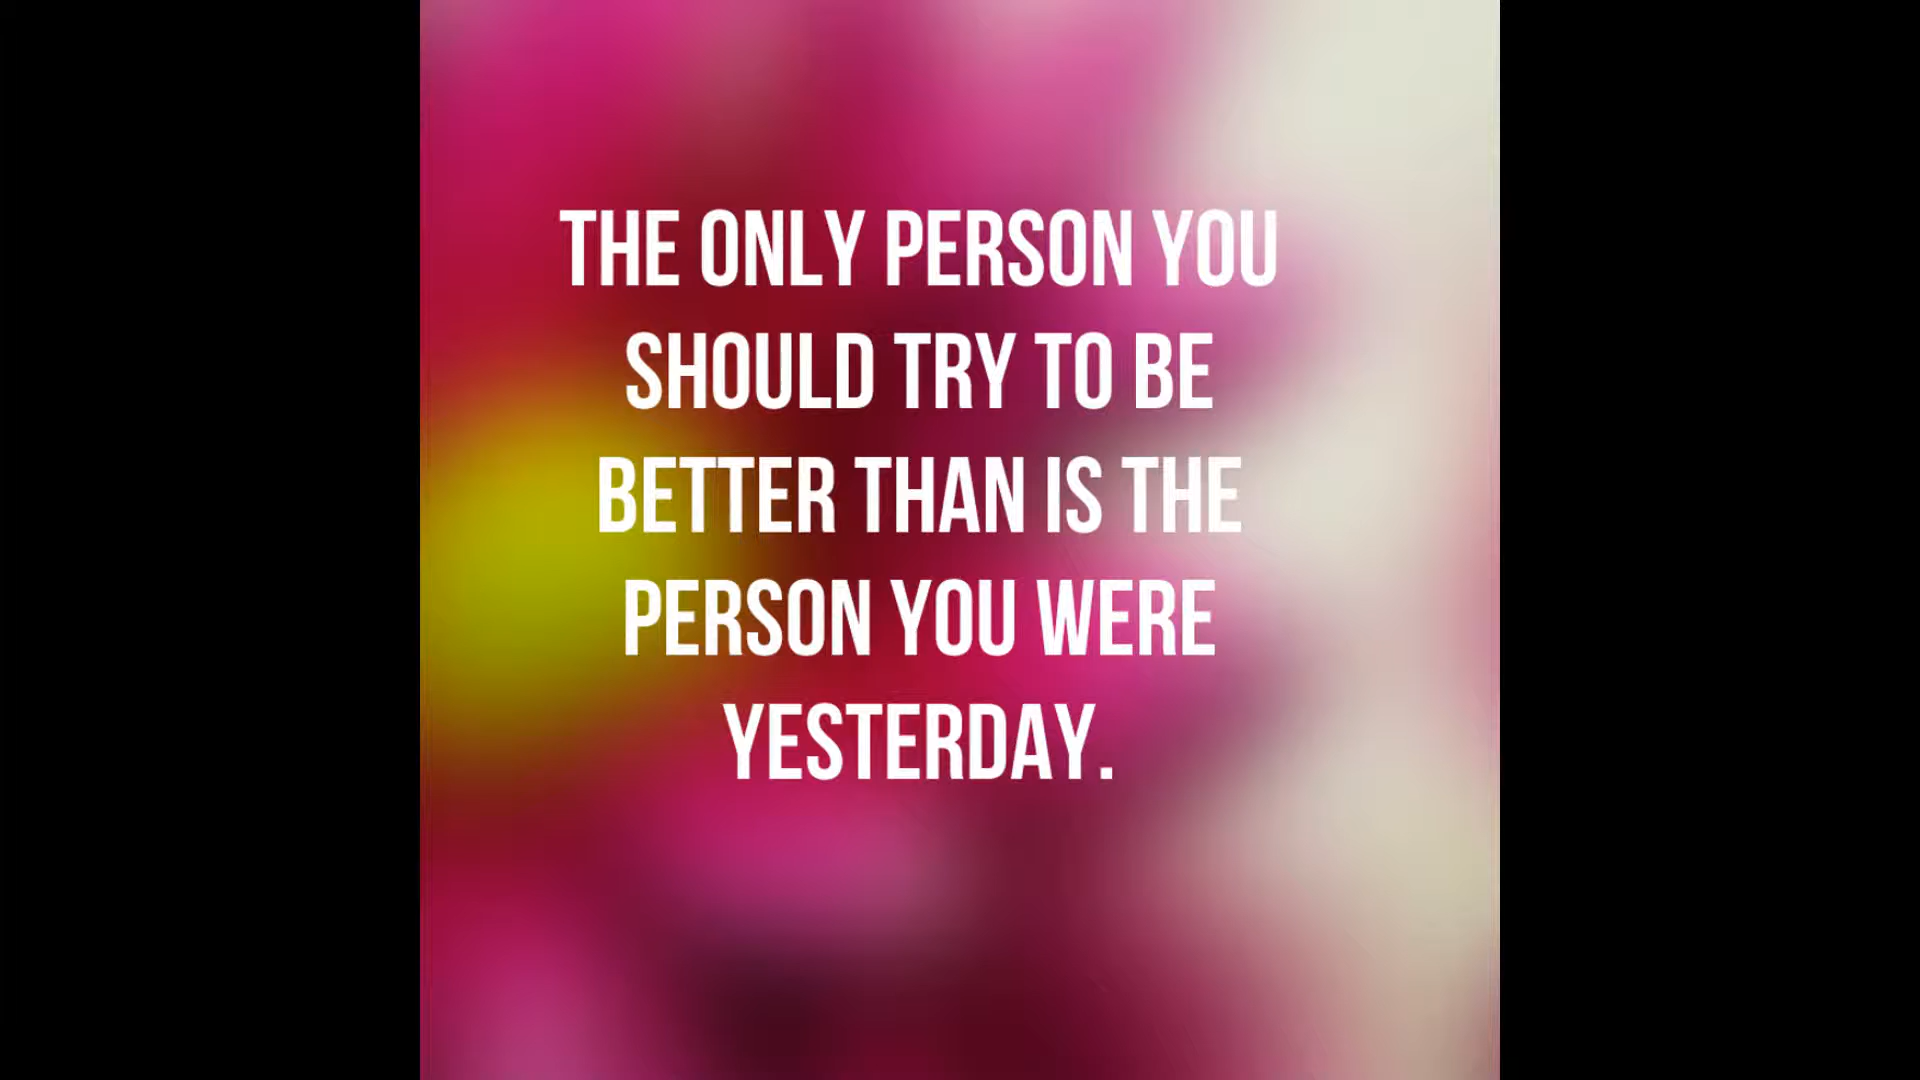 THE ONLY PERSON YOU
SHOULD TRY TO BE
BETTER THAN IS THE
PERSON YOU WERE
YESTERDAY.